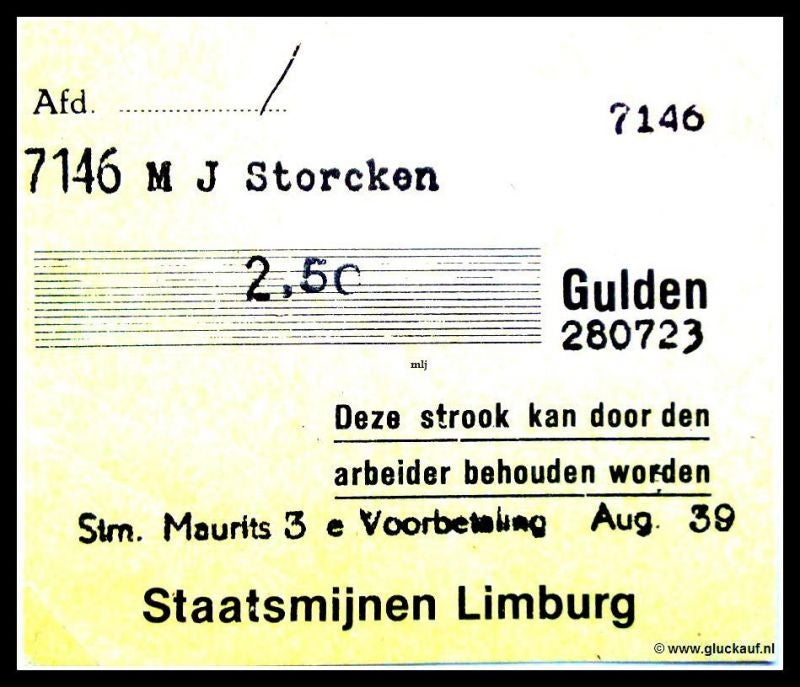 Afd. ............/......
7146
7146 M J Storcken
2,50 Gulden
280723
mlj
Deze strook kan door den
arbeider behouden worden
Stm. Maurits 3 e Voorbetaling Aug. 39
Staatsmijnen Limburg
© www.gluckauf.nl